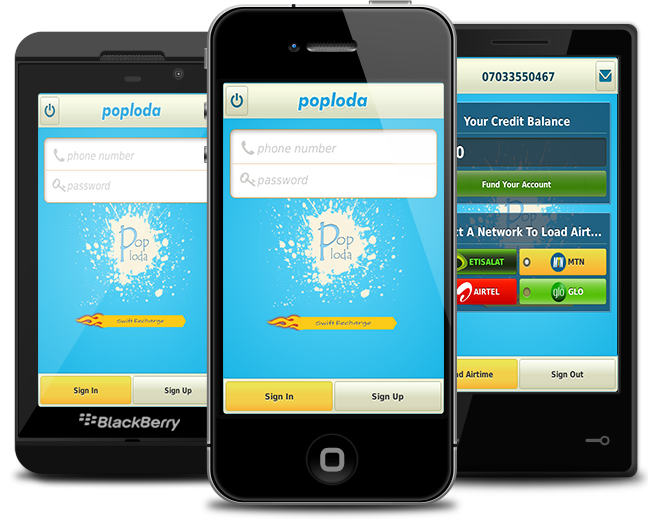 poploda
phone number
password
Pop
loda
Swift Recharge
Sign In
Sign Up
BlackBerry
poploda
phone number
password
Pop
loda
Swift Recharge
Sign In
Sign Up
07033550467
Your Credit Balance
0
Fund Your Account
ct A Network To Load Airt...
ETISALAT
MTN
AIRTEL
glo
GLO
ad Airtime
Sign Out